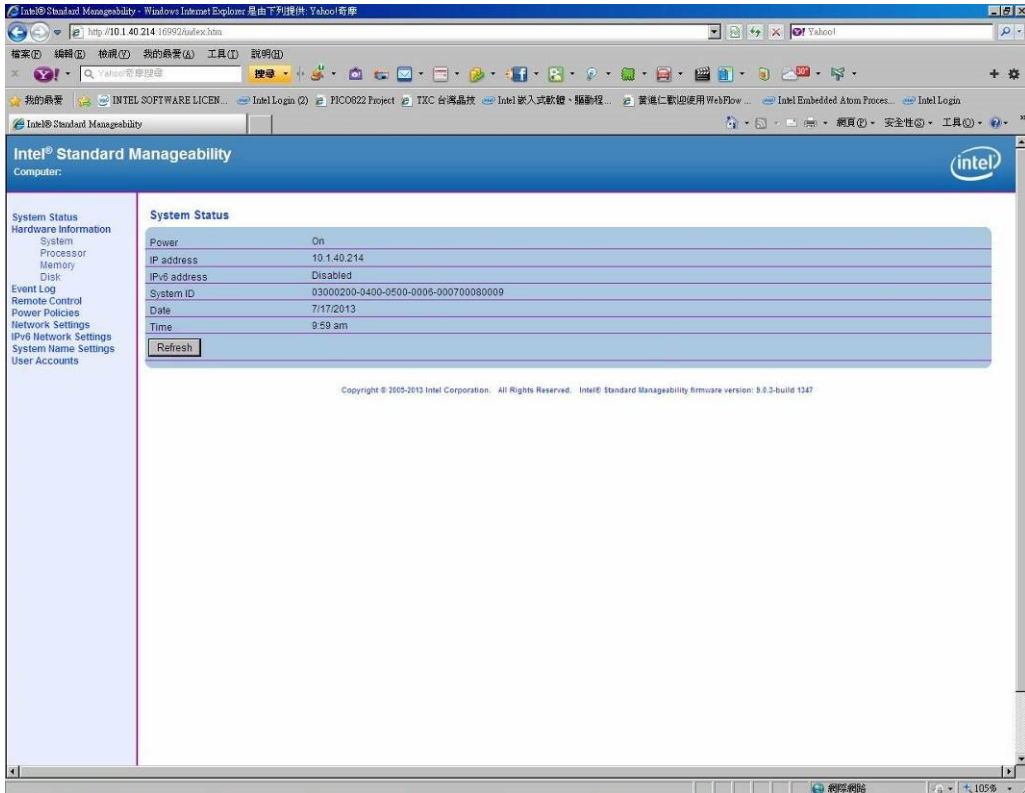 Intel® Standard Manageability - Windows Internet Explorer 是由下列提供: Yahoo!奇摩
http://10.1.40.214:16992/index.htm
Yahoo!
檔案(F) 編輯(E) 檢視(V) 我的最愛(A) 工具(T) 說明(H)
Yahoo!奇摩搜尋 搜尋
我的最愛 INTEL SOFTWARE LICEN... Intel Login (2) PICO822 Project TXC 台灣晶技 Intel 嵌入式軟體、驅動程... 黃進仁歡迎使用 WebFlow ... Intel Embedded Atom Proces... Intel Login
Intel® Standard Manageability
網頁(P) 安全性(S) 工具(O)
Intel® Standard Manageability
Computer:
intel
System Status
Hardware Information
System
Processor
Memory
Disk
Event Log
Remote Control
Power Policies
Network Settings
IPv6 Network Settings
System Name Settings
User Accounts
System Status
Power On
IP address 10.1.40.214
IPv6 address Disabled
System ID 03000200-0400-0500-0006-000700080009
Date 7/17/2013
Time 9:59 am
Refresh
Copyright © 2005-2013 Intel Corporation. All Rights Reserved. Intel® Standard Manageability firmware version: 9.0.3-build 1347
網際網路
105%